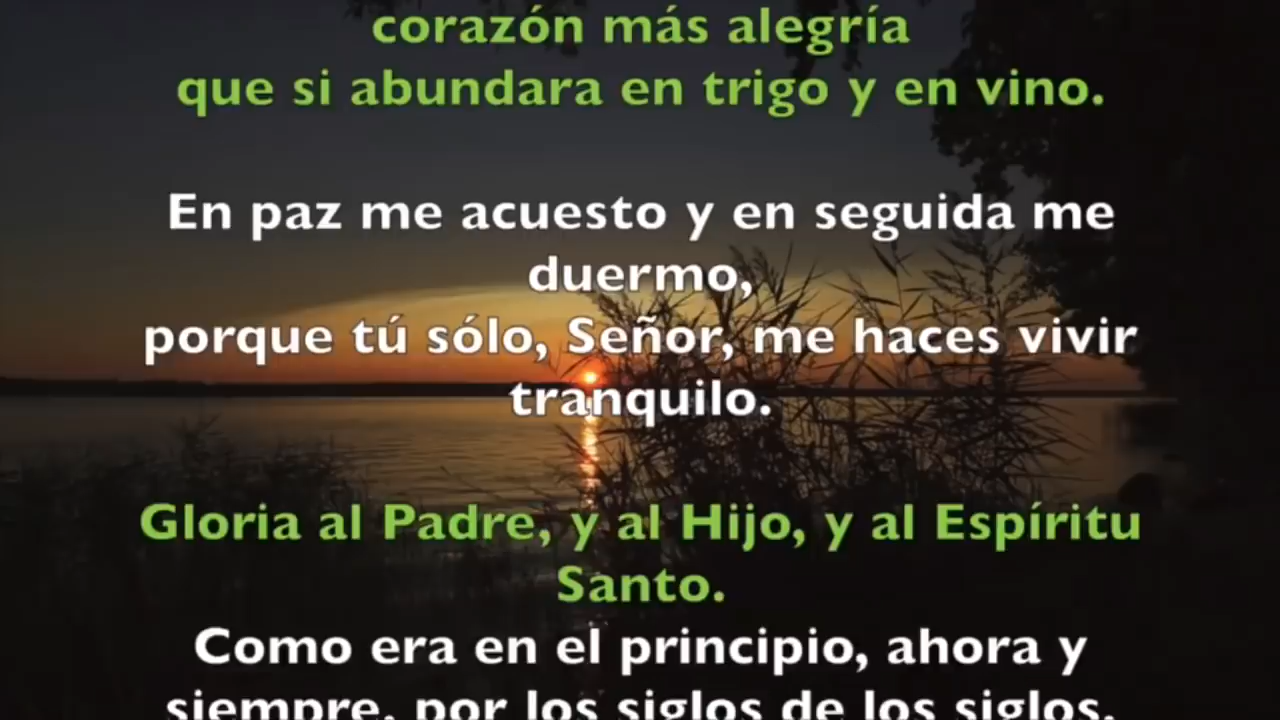 corazón más alegría
que si abundara en trigo y en vino.
En paz me acuesto y en seguida me
duermo,
porque tú sólo, Señor, me haces vivir
tranquilo.
Gloria al Padre, y al Hijo, y al Espíritu
Santo.
Como era en el principio, ahora y
siempre, por los siglos de los siglos.